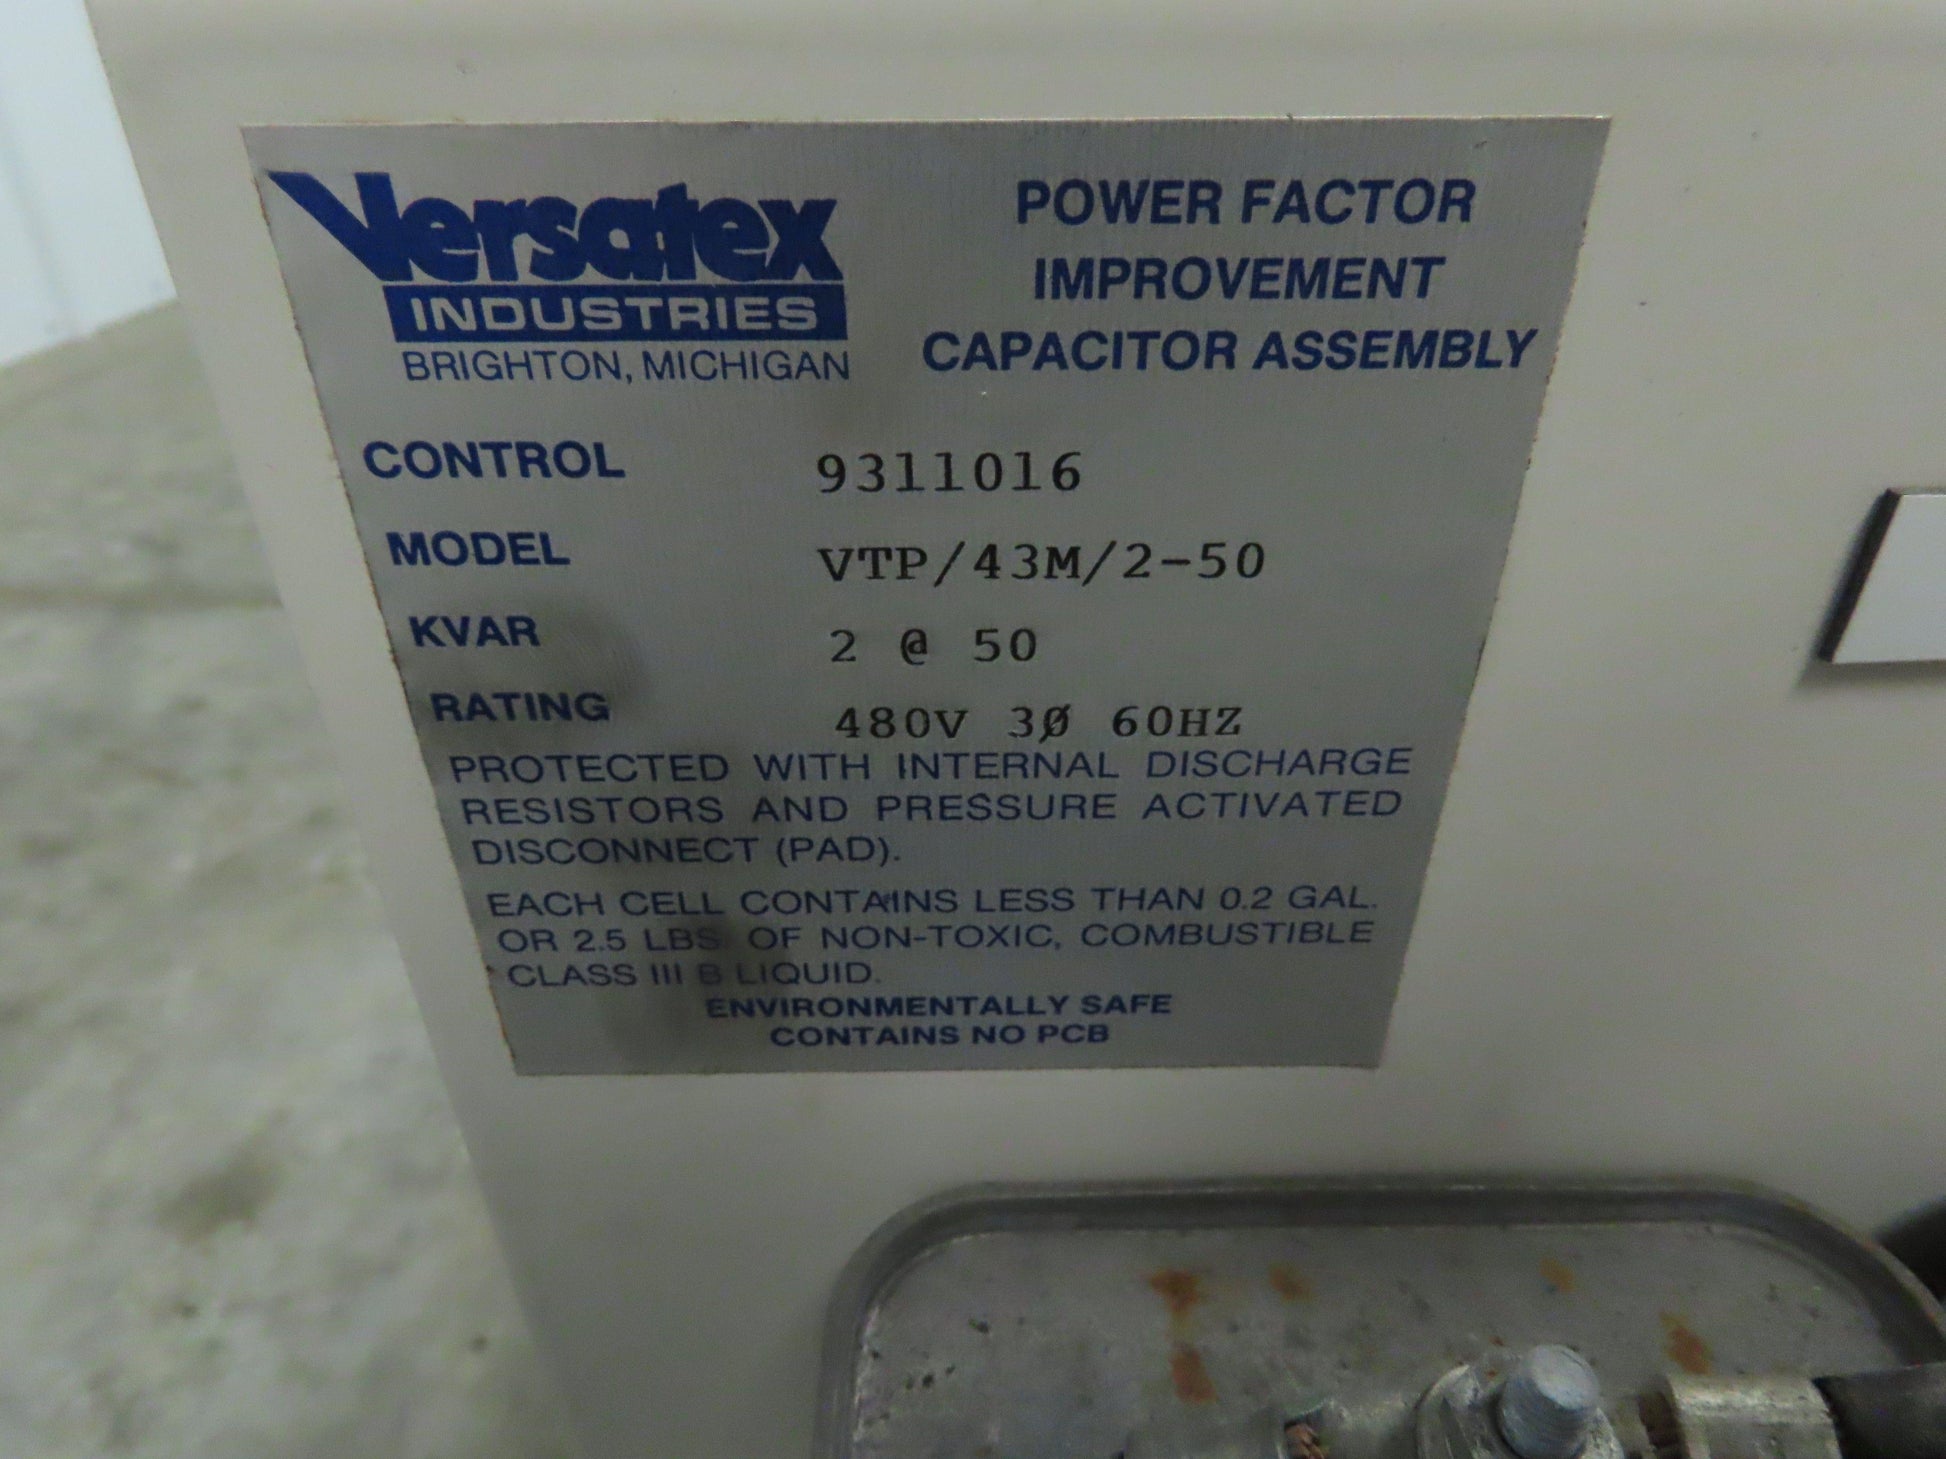 Versatex
INDUSTRIES
BRIGHTON, MICHIGAN
POWER FACTOR
IMPROVEMENT
CAPACITOR ASSEMBLY
CONTROL 9311016
MODEL VTP/43M/2-50
KVAR 2 @ 50
RATING 480V 3Ø 60HZ
PROTECTED WITH INTERNAL DISCHARGE
RESISTORS AND PRESSURE ACTIVATED
DISCONNECT (PAD).
EACH CELL CONTAINS LESS THAN 0.2 GAL.
OR 2.5 LBS. OF NON-TOXIC, COMBUSTIBLE
CLASS III B LIQUID.
ENVIRONMENTALLY SAFE
CONTAINS NO PCB